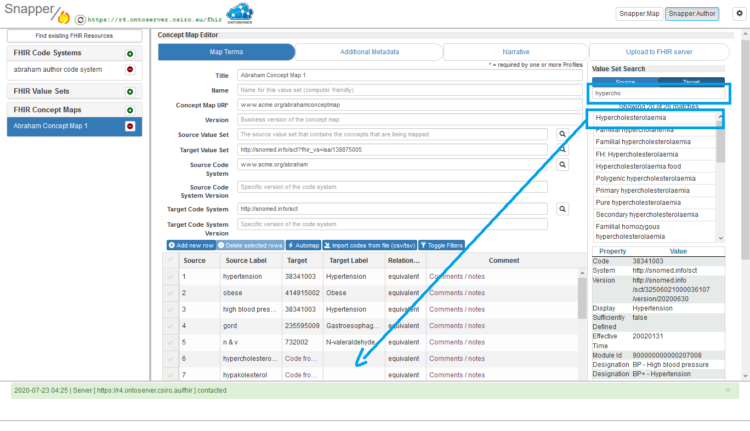 Snapper
https://r4.ontoserver.csiro.au/fhir
ONTOSERVER
Snapper:Map
Snapper:Author
Find existing FHIR Resources
FHIR Code Systems
abraham author code system
FHIR Value Sets
FHIR Concept Maps
Abraham Concept Map 1
Concept Map Editor
Map Terms
Additional Metadata
Narrative
Upload to FHIR server
* = required by one or more Profiles
Title
Abraham Concept Map 1
Name
Name for this value set (computer friendly)
Concept Map URI*
www.acme.org/abrahamconceptmap
Version
Business version of the concept map
Source Value Set
The source value set that contains the concepts that are being mapped
Target Value Set
http://snomed.info/sct?fhir_vs=isa/138875005
Source Code System
www.acme.org/abraham
Source Code System Version
Specific version of the code system
Target Code System
http://snomed.info/sct
Target Code System Version
Specific version of the code system
Add new row
Delete selected rows
Automap
Import codes from file (csv/tsv)
Toggle Filters
Source Source Label Target Target Label Relation... Comment
1 hypertension 38341003 Hypertension equivalent Comments / notes
2 obese 414915002 Obese equivalent Comments / notes
3 high blood pres... 38341003 Hypertension equivalent Comments / notes
4 gord 235595009 Gastroesophag... equivalent Comments / notes
5 n & v 732002 N-valeraldehyde equivalent Comments / notes
6 hypercholestero... Code fro... equivalent Comments / notes
7 hypakolesterol Code fro... equivalent Comments / notes
Value Set Search
Source
Target
hypercho
Showing 20 of 25 matches
Hypercholesterolaemia
Familial hypercholesterolaemia
Familial hypercholesterolaemia
FH: Hypercholesterolaemia
Hypercholesterolaemia food
Polygenic hypercholesterolaemia
Primary hypercholesterolaemia
Pure hypercholesterolaemia
Secondary hypercholesterolaemia
Familial homozygous
hypercholesterolaemia
Property Value
Code 38341003
System http://snomed.info/sct
Version http://snomed.info
/sct/32506021000036107
/version/20200630
Display Hypertension
Sufficiently Defined false
Effective Time 20020131
Module Id 900000000000207008
Designation BP - High blood pressure
Designation BP+ - Hypertension
2020-07-23 04:25 | Server [ https://r4.ontoserver.csiro.au/fhir ] contacted